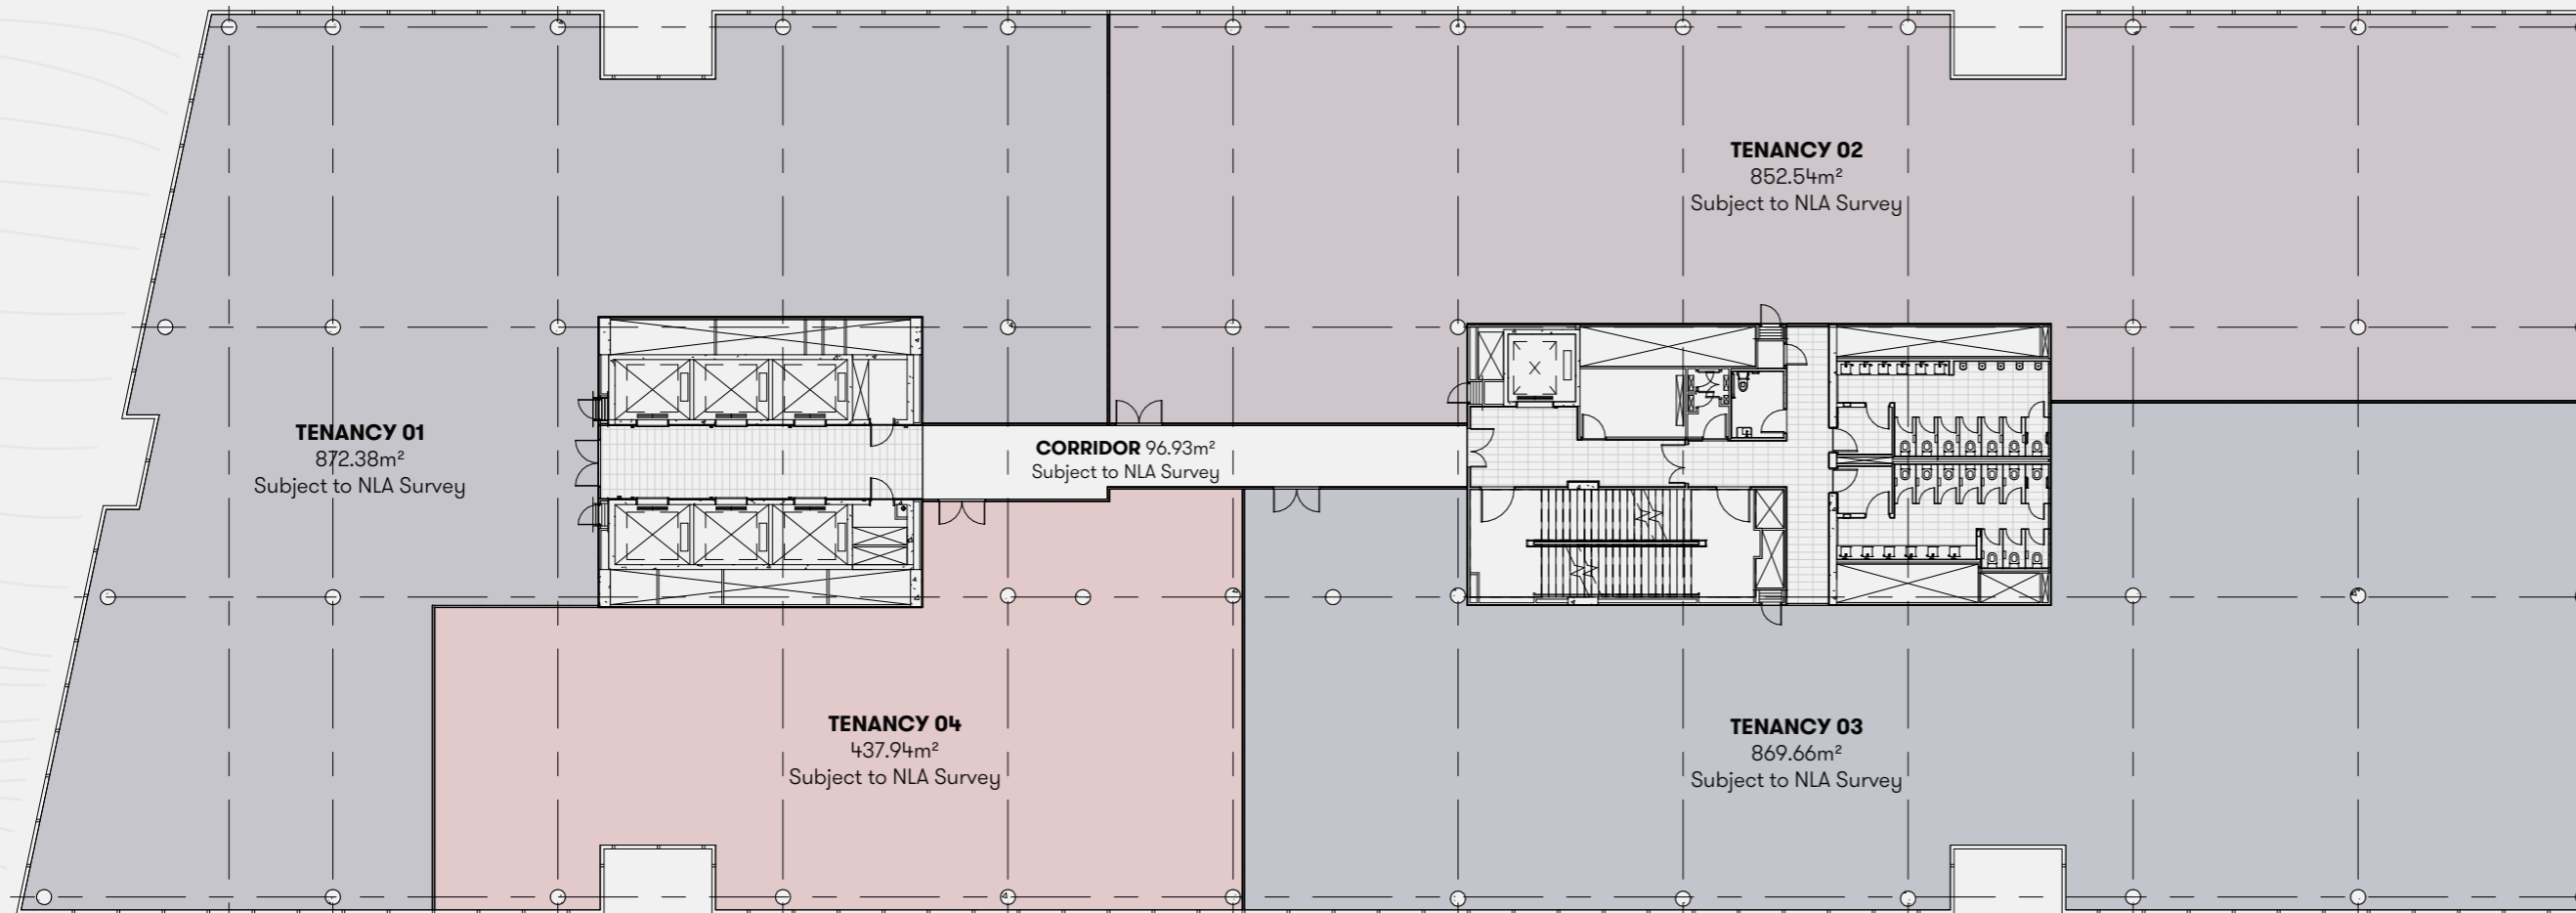 TENANCY 02
852.54m²
Subject to NLA Survey
TENANCY 01
872.38m²
Subject to NLA Survey
CORRIDOR 96.93m²
Subject to NLA Survey
TENANCY 04
437.94m²
Subject to NLA Survey
TENANCY 03
869.66m²
Subject to NLA Survey